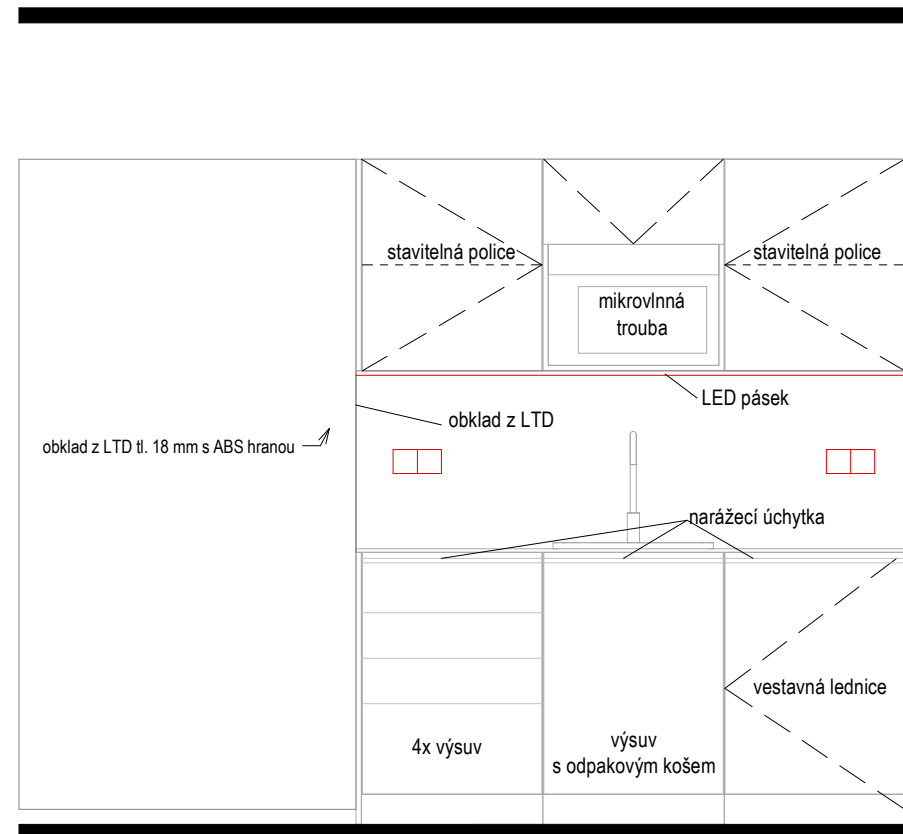 stavitelná police
stavitelná police
mikrovlnná
trouba
LED pásek
obklad z LTD
obklad z LTD tl. 18 mm s ABS hranou
narážecí úchytka
vestavná lednice
4x výsuv
výsuv
s odpakovým košem